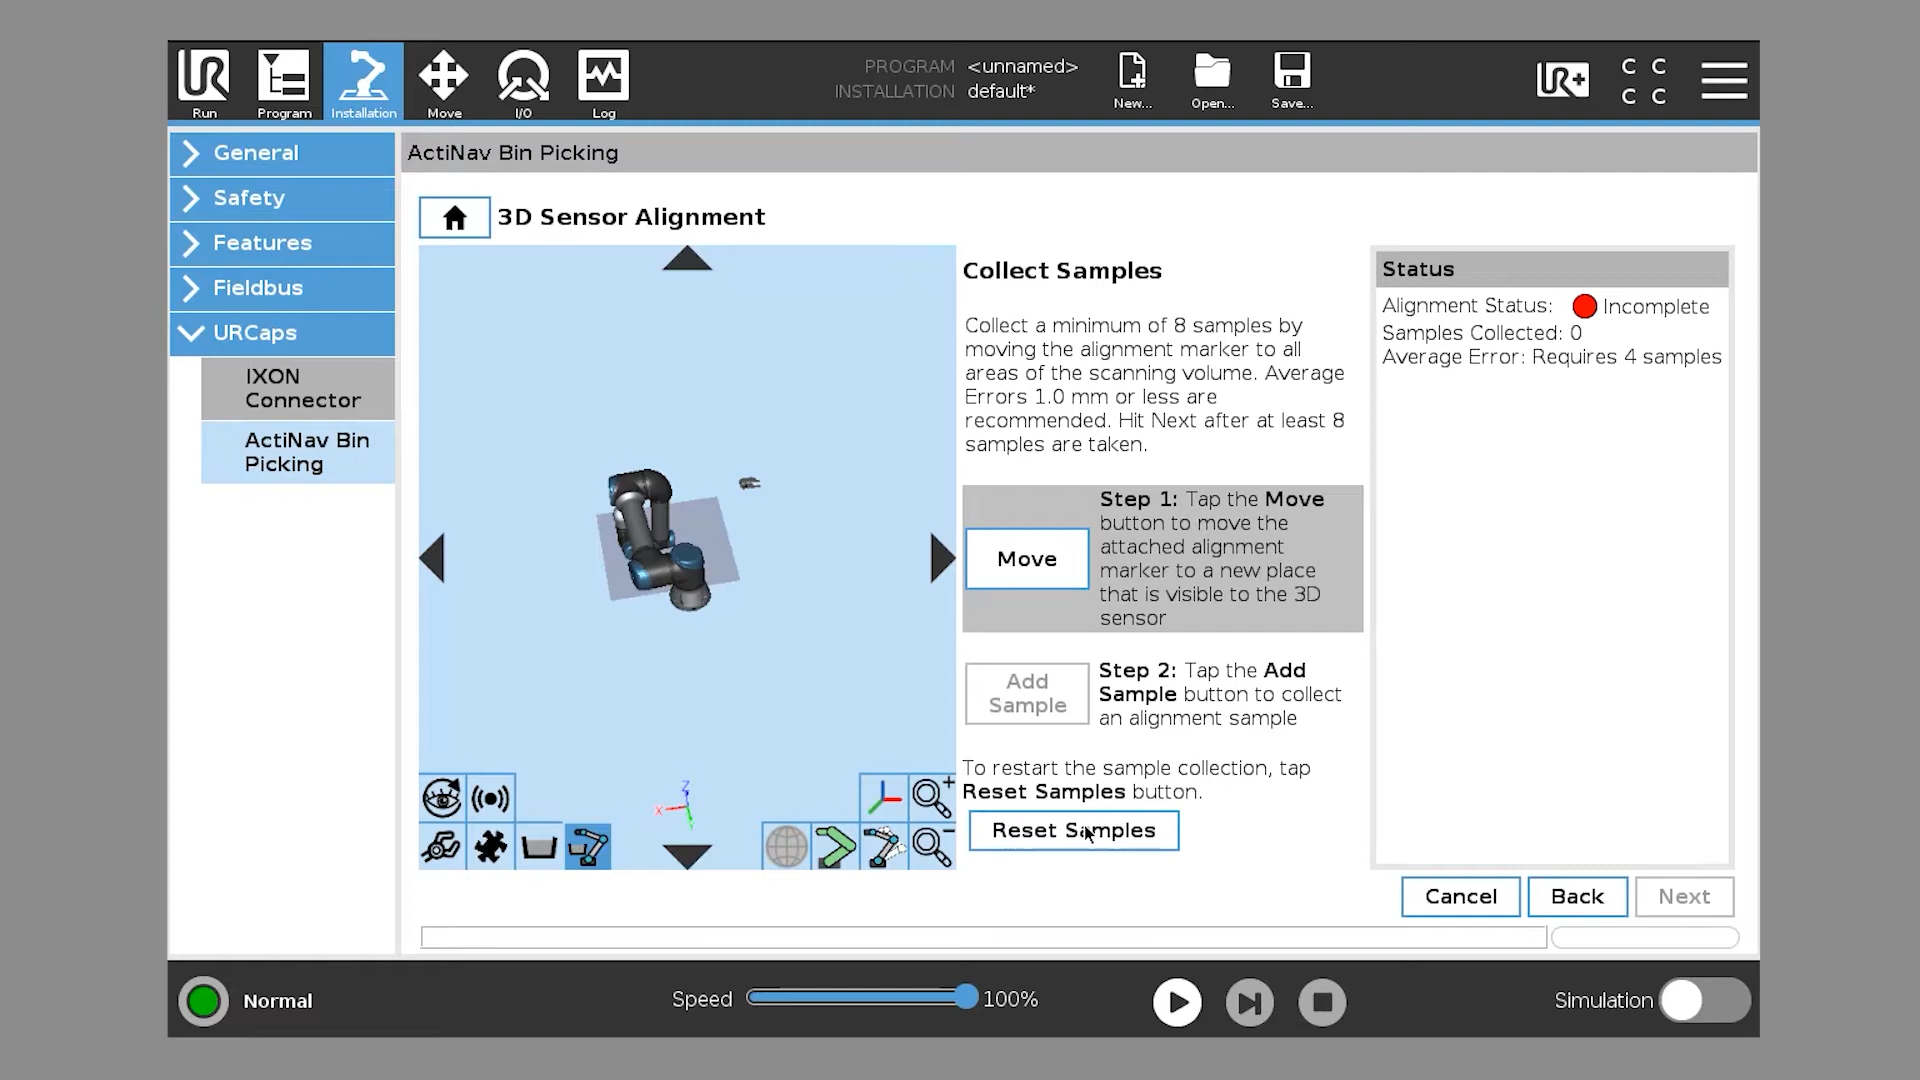 Run
Program
Installation
Move
I/O
Log
PROGRAM <unnamed>
INSTALLATION default*
New...
Open...
Save...
UR+
C C
C C
General
Safety
Features
Fieldbus
URCaps
IXON
Connector
ActiNav Bin
Picking
ActiNav Bin Picking
3D Sensor Alignment
Z
X
Y
Collect Samples
Collect a minimum of 8 samples by
moving the alignment marker to all
areas of the scanning volume. Average
Errors 1.0 mm or less are
recommended. Hit Next after at least 8
samples are taken.
Move
Step 1: Tap the Move
button to move the
attached alignment
marker to a new place
that is visible to the 3D
sensor
Add
Sample
Step 2: Tap the Add
Sample button to collect
an alignment sample
To restart the sample collection, tap
Reset Samples button.
Reset Samples
Status
Alignment Status: Incomplete
Samples Collected: 0
Average Error: Requires 4 samples
Cancel
Back
Next
Normal
Speed 100%
Simulation